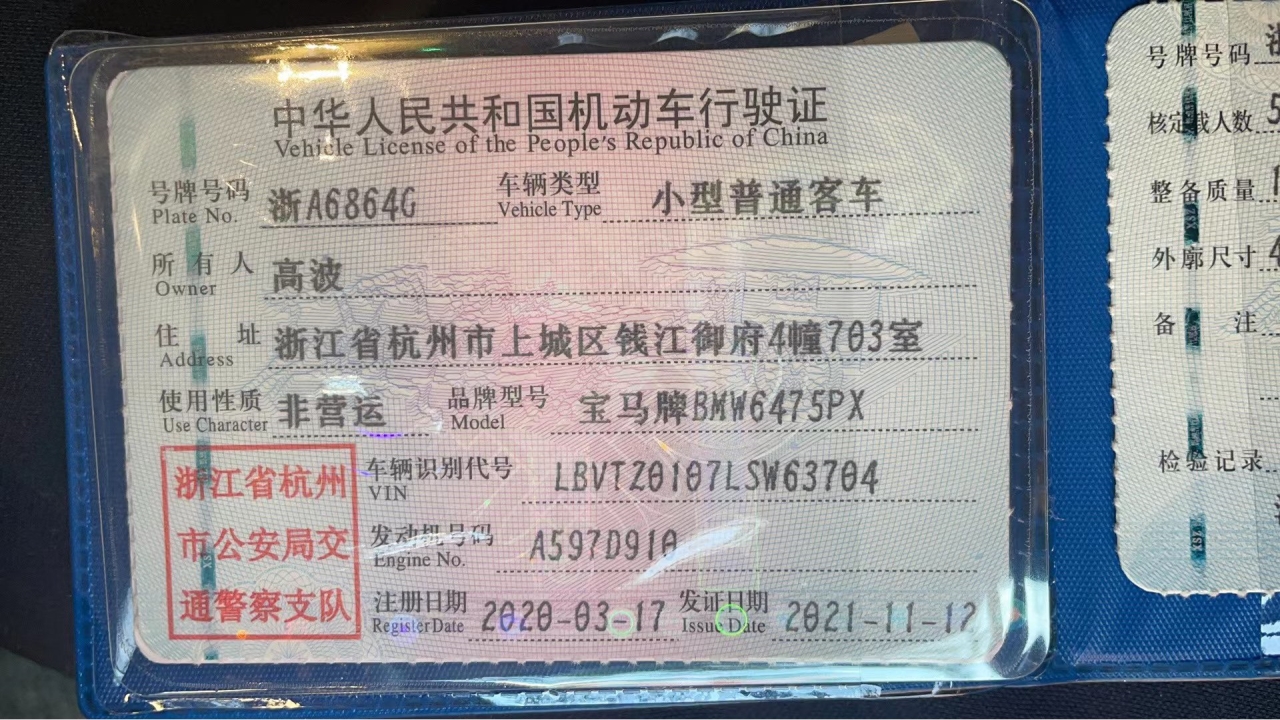 中华人民共和国机动车行驶证
Vehicle License of the People's Republic of China
号牌号码 浙A6864G 车辆类型 小型普通客车
Plate No. Vehicle Type
所有人 高波
Owner
住址 浙江省杭州市上城区钱江御府4幢703室
Address
使用性质 非营运 品牌型号 宝马牌BMW6475PX
Use Character Model
浙江省杭州
市公安局交
通警察支队
车辆识别代号 LBVTZ0107LSW63704
VIN
发动机号码 A597D910
Engine No.
注册日期 2020-03-17 发证日期 2021-11-12
Register Date Issue Date
号牌号码
核定载人数 5
整备质量
外廓尺寸
备注
检验记录